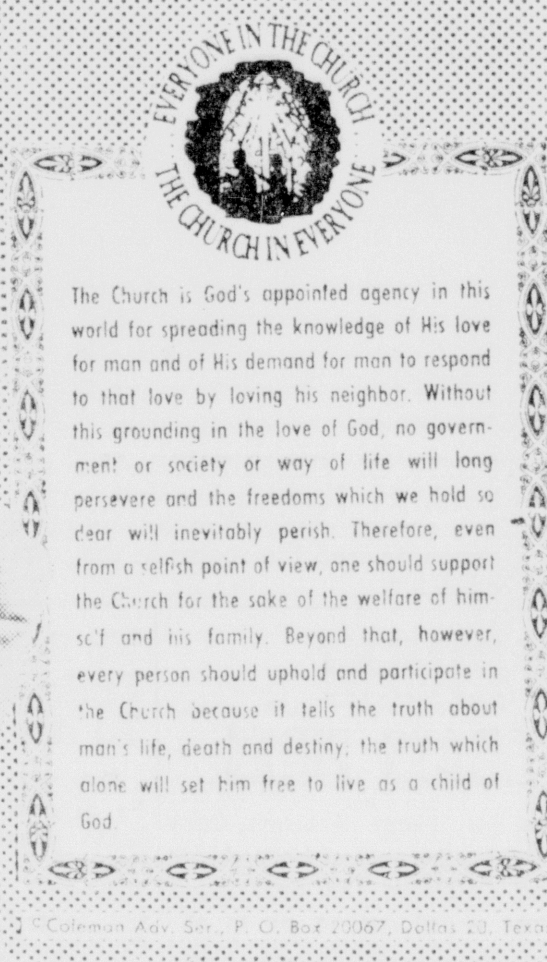 EVERYONE IN THE CHURCH
THE CHURCH IN EVERYONE
The Church is God's appointed agency in this
world for spreading the knowledge of His love
for man and of His demand for man to respond
to that love by loving his neighbor. Without
this grounding in the love of God, no govern-
ment or society or way of life will long
persevere and the freedoms which we hold so
dear will inevitably perish. Therefore, even
from a selfish point of view, one should support
the Church for the sake of the welfare of him-
self and his family. Beyond that, however,
every person should uphold and participate in
the Church because it tells the truth about
man's life, death and destiny; the truth which
alone will set him free to live as a child of
God.
© Coleman Adv. Ser., P. O. Box 20067, Dallas 20, Texa